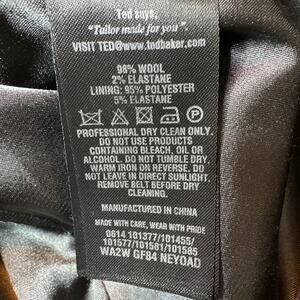 Ted says,
"Tailor made for you".
VISIT TED@www.tedbaker.com
98% WOOL
2% ELASTANE
LINING: 95% POLYESTER
5% ELASTANE
PROFESSIONAL DRY CLEAN ONLY.
DO NOT USE PRODUCTS
CONTAINING BLEACH, OIL OR
ALCOHOL. DO NOT TUMBLE DRY.
WARM IRON ON REVERSE. DO
NOT LEAVE IN DIRECT SUNLIGHT.
REMOVE BELT BEFORE DRY
CLEANING.
MANUFACTURED IN CHINA
MADE WITH CARE, WEAR WITH PRIDE
0614 101377/101455/
101577/101581/101585
WA2W GF84 NEYOAD